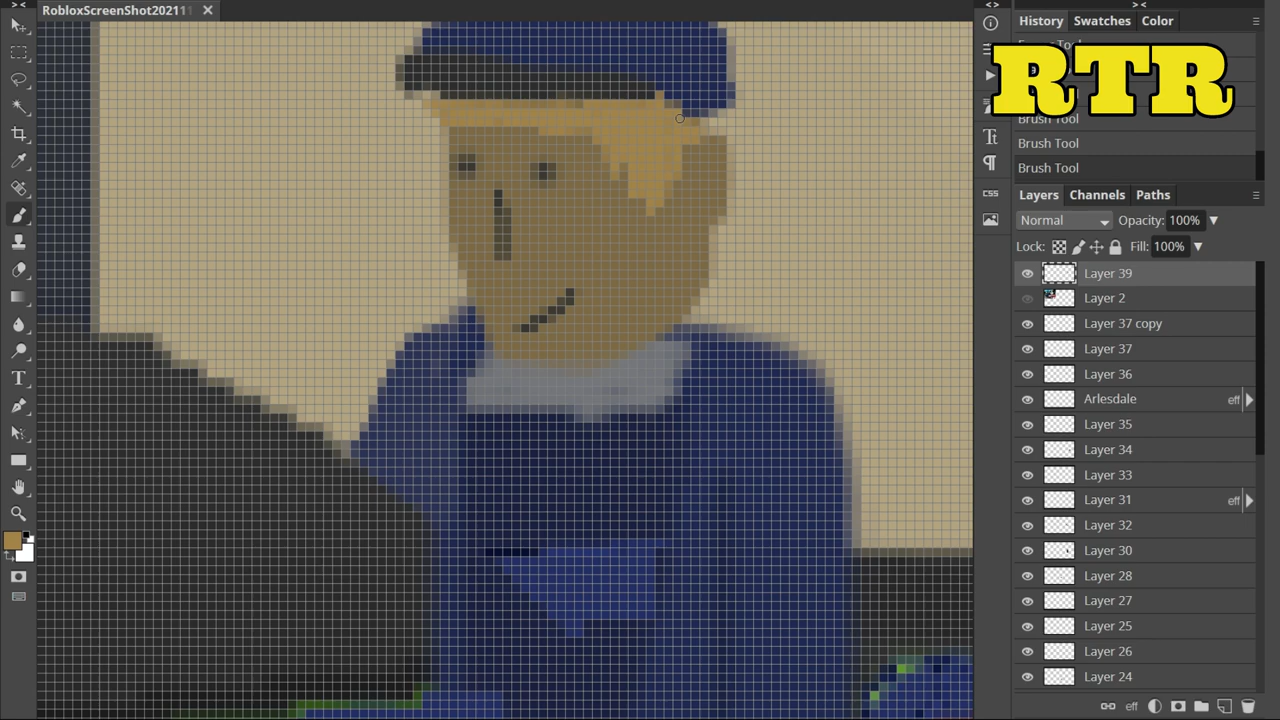 RobloxScreenShot20211
History Swatches Color
RTR
Brush Tool
Brush Tool
Brush Tool
Layers Channels Paths
Normal Opacity: 100%
Lock: Fill: 100%
Layer 39
Layer 2
Layer 37 copy
Layer 37
Layer 36
Arlesdale eff
Layer 35
Layer 34
Layer 33
Layer 31 eff
Layer 32
Layer 30
Layer 28
Layer 27
Layer 25
Layer 26
Layer 24
css
eff